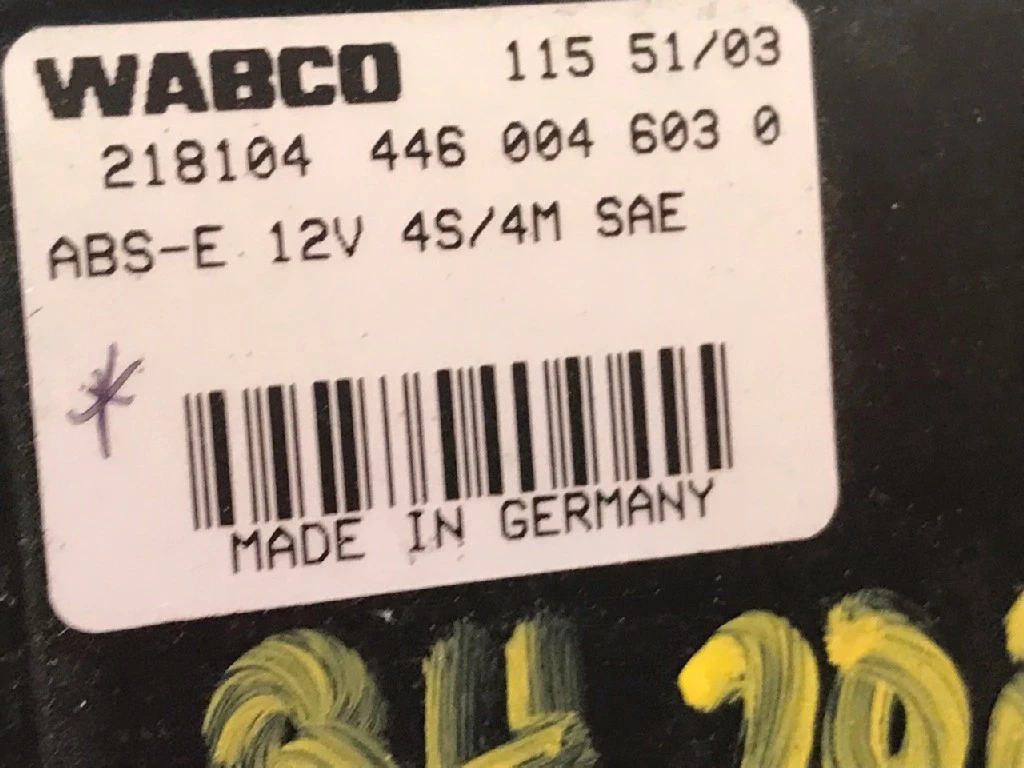 WABCO 115 51/03
218104 446 004 603 0
ABS-E 12V 4S/4M SAE
MADE IN GERMANY